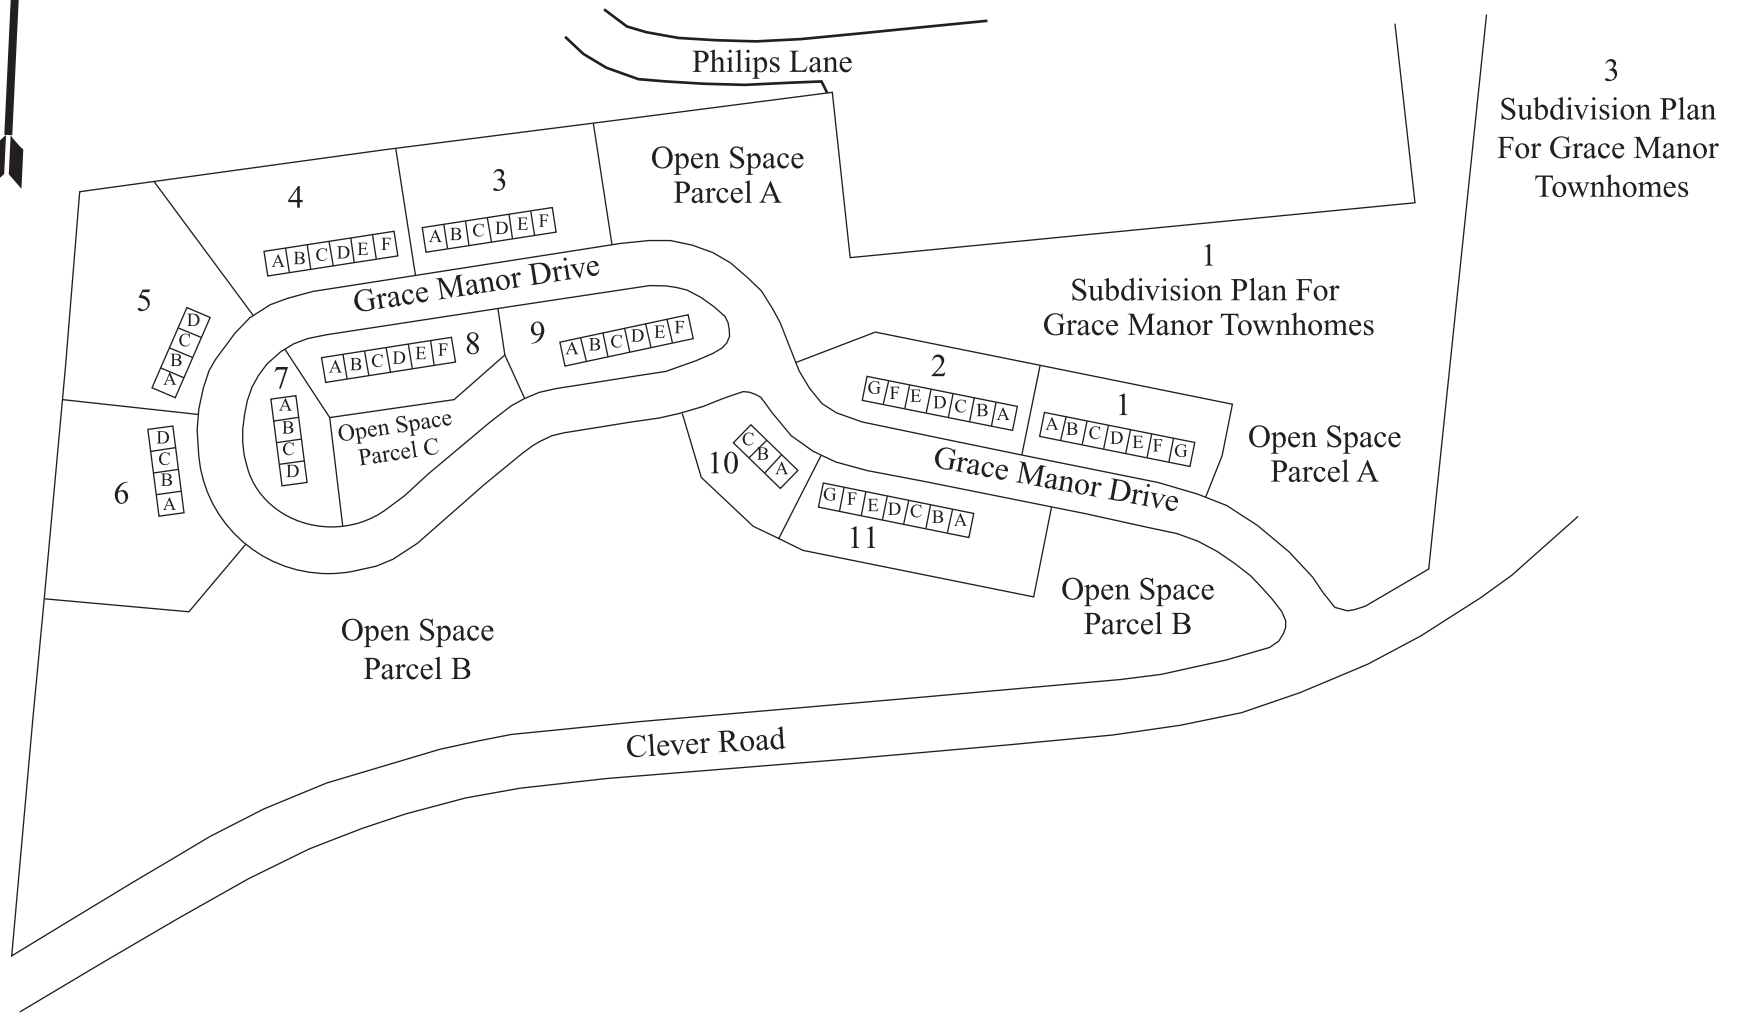 Philips Lane
3
Subdivision Plan
For Grace Manor
Townhomes
Open Space
Parcel A
4
A B C D E F
3
A B C D E F
1
Subdivision Plan For
Grace Manor Townhomes
Grace Manor Drive
5
D
C
B
A
8
A B C D E F
9
A B C D E F
7
A
B
C
D
Open Space
Parcel C
2
G F E D C B A
1
A B C D E F G
Open Space
Parcel A
6
D
C
B
A
10
C
B
A
Grace Manor Drive
G F E D C B A
11
Open Space
Parcel B
Open Space
Parcel B
Clever Road